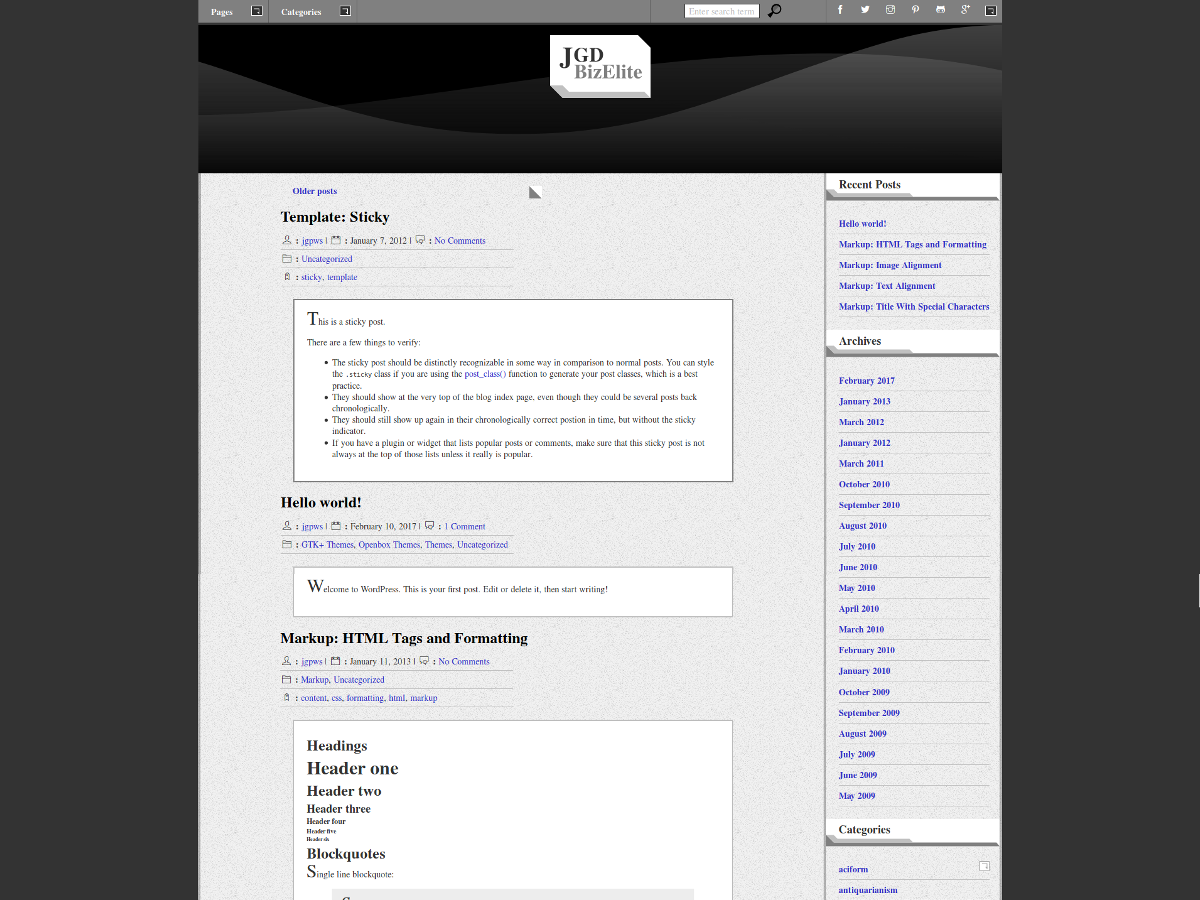 Pages
Categories
Enter search term
JGD
BizElite
Older posts
Template: Sticky
: jgpws | : January 7, 2012 | : No Comments
: Uncategorized
: sticky, template
This is a sticky post.
There are a few things to verify:
The sticky post should be distinctly recognizable in some way in comparison to normal posts. You can style
the .sticky class if you are using the post_class() function to generate your post classes, which is a best
practice.
They should show at the very top of the blog index page, even though they could be several posts back
chronologically.
They should still show up again in their chronologically correct postion in time, but without the sticky
indicator.
If you have a plugin or widget that lists popular posts or comments, make sure that this sticky post is not
always at the top of those lists unless it really is popular.
Hello world!
: jgpws | : February 10, 2017 | : 1 Comment
: GTK+ Themes, Openbox Themes, Themes, Uncategorized
Welcome to WordPress. This is your first post. Edit or delete it, then start writing!
Markup: HTML Tags and Formatting
: jgpws | : January 11, 2013 | : No Comments
: Markup, Uncategorized
: content, css, formatting, html, markup
Headings
Header one
Header two
Header three
Header four
Header five
Header six
Blockquotes
Single line blockquote:
Recent Posts
Hello world!
Markup: HTML Tags and Formatting
Markup: Image Alignment
Markup: Text Alignment
Markup: Title With Special Characters
Archives
February 2017
January 2013
March 2012
January 2012
March 2011
October 2010
September 2010
August 2010
July 2010
June 2010
May 2010
April 2010
March 2010
February 2010
January 2010
October 2009
September 2009
August 2009
July 2009
June 2009
May 2009
Categories
aciform
antiquarianism